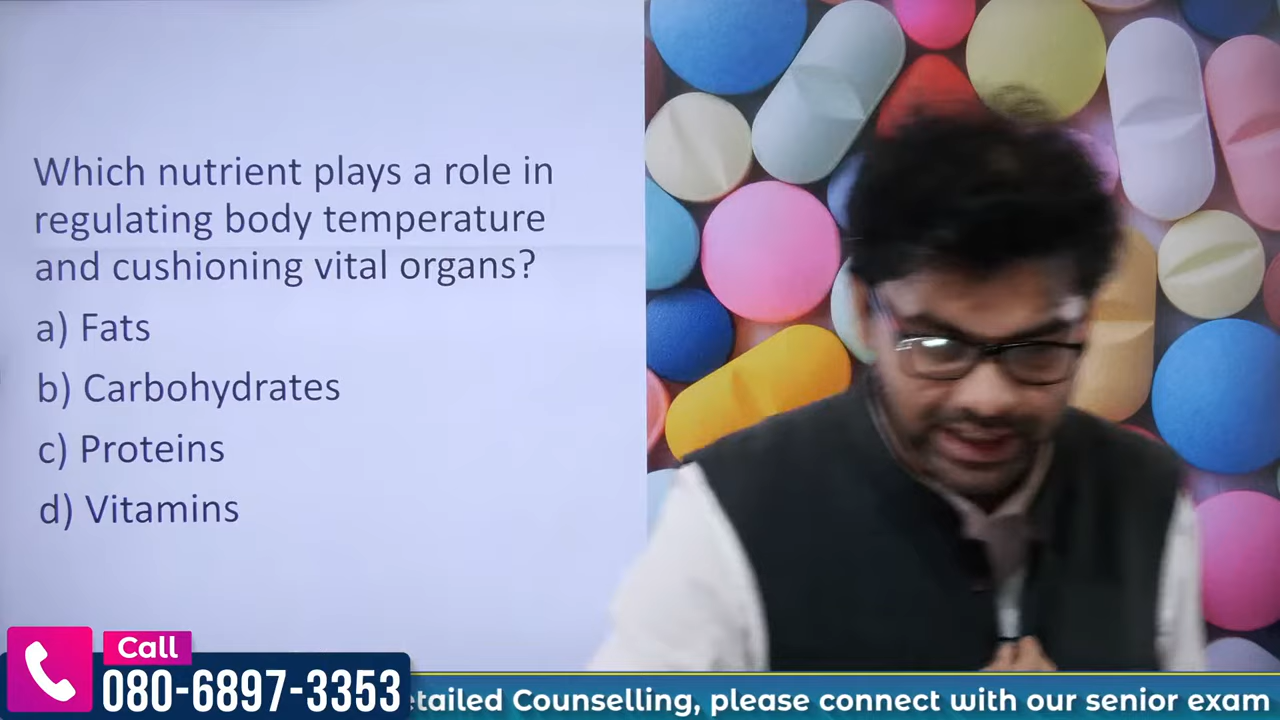 Which nutrient plays a role in
regulating body temperature
and cushioning vital organs?
a) Fats
b) Carbohydrates
c) Proteins
d) Vitamins
Call
080-6897-3353
etailed Counselling, please connect with our senior exam